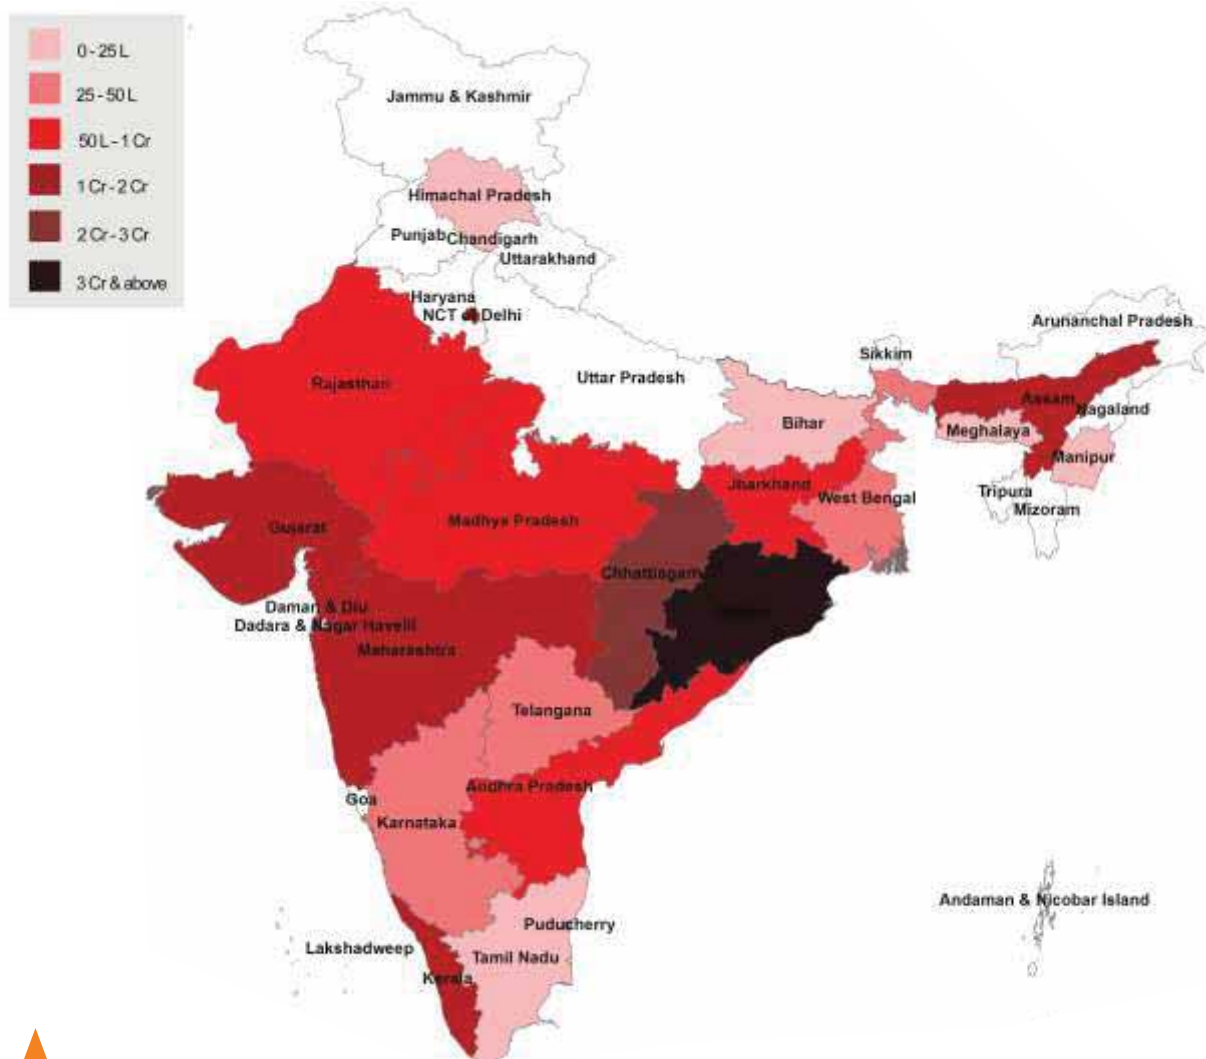 0 - 25 L
25 - 50 L
50 L - 1 Cr
1 Cr - 2 Cr
2 Cr - 3 Cr
3 Cr & above
Jammu & Kashmir
Himachal Pradesh
Punjab
Chandigarh
Uttarakhand
Haryana
NCT of Delhi
Arunanchal Pradesh
Sikkim
Rajasthan
Uttar Pradesh
Assam
Nagaland
Bihar
Meghalaya
Manipur
Jharkhand
West Bengal
Tripura
Mizoram
Gujarat
Madhya Pradesh
Chhattisgarh
Daman & Diu
Dadara & Nagar Havelli
Maharashtra
Telangana
Andhra Pradesh
Goa
Karnataka
Andaman & Nicobar Island
Puducherry
Lakshadweep
Tamil Nadu
Kerala